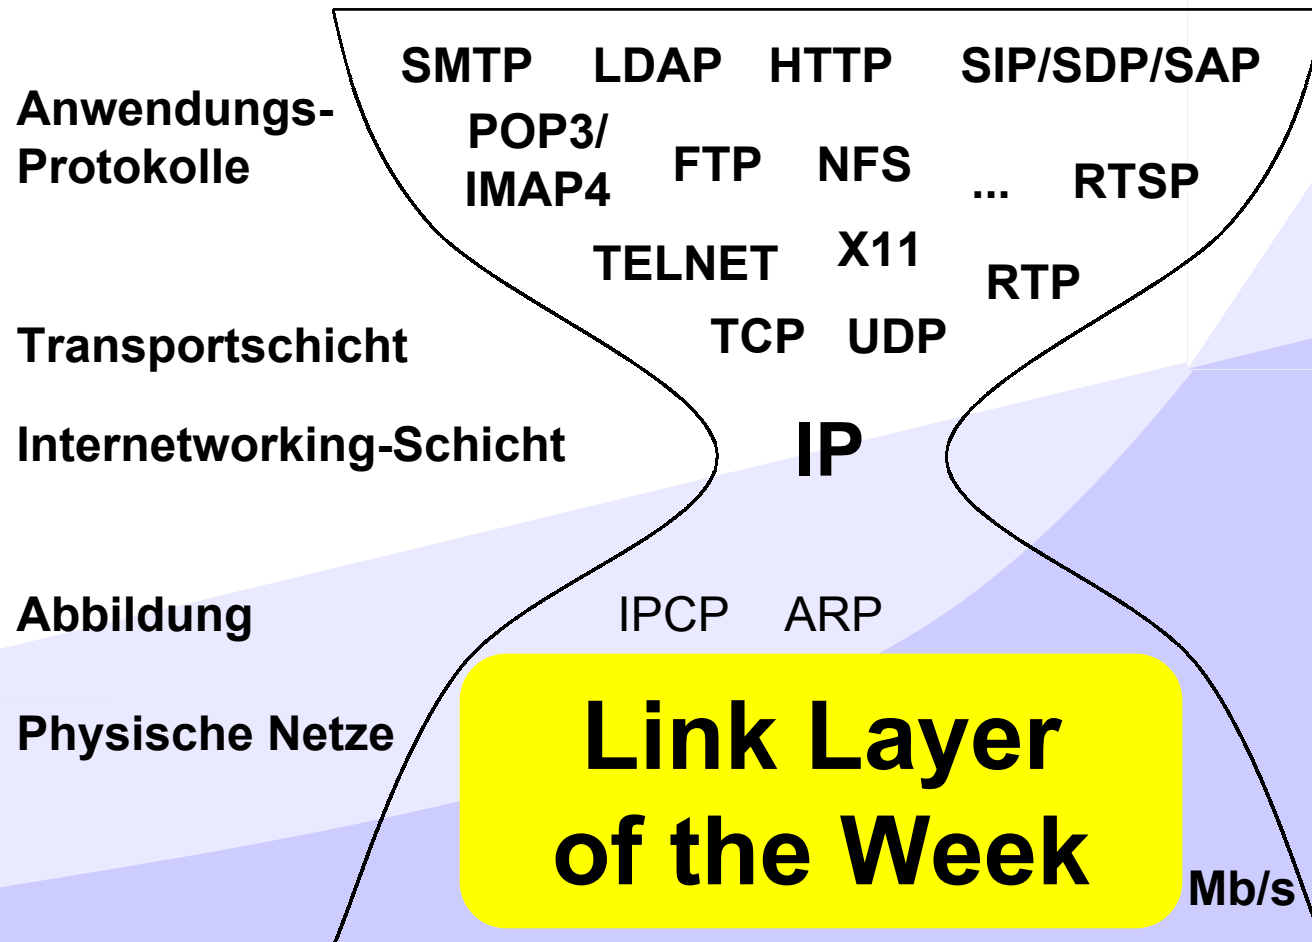 SMTP LDAP HTTP SIP/SDP/SAP
Anwendungs-
Protokolle
POP3/
IMAP4
FTP NFS ... RTSP
TELNET X11 RTP
Transportschicht TCP UDP
Internetworking-Schicht IP
Abbildung IPCP ARP
Physische Netze
Link Layer
of the Week
Mb/s